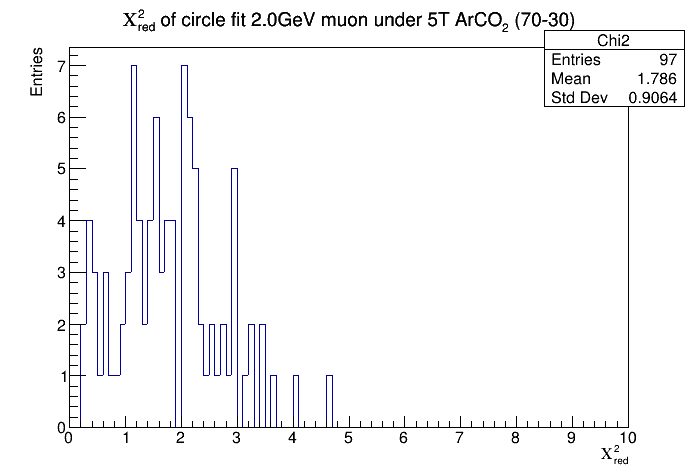 χ²red of circle fit 2.0GeV muon under 5T ArCO₂ (70-30)
Chi2
Entries 97
Mean 1.786
Std Dev 0.9064
Entries
7
6
5
4
3
2
1
0
0 1 2 3 4 5 6 7 8 9 10
χ²red